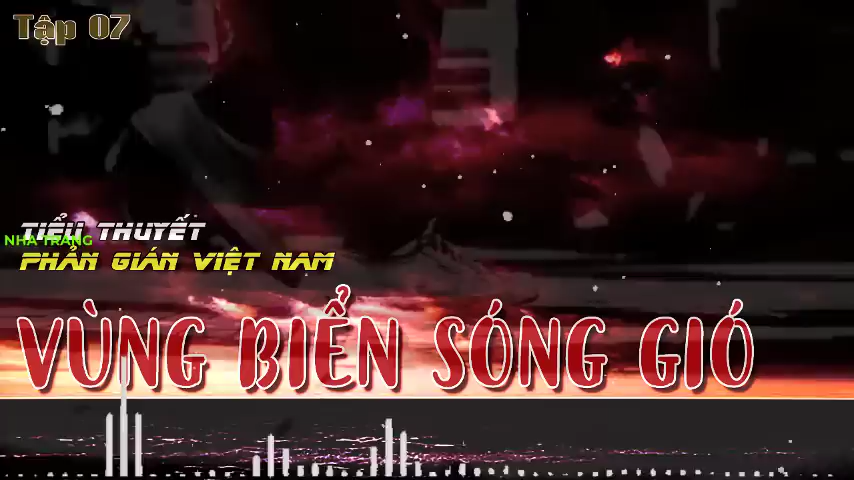 Tập 07
TIỂU THUYẾT
NHA TRANG
PHẢN GIÁN VIỆT NAM
VÙNG BIỂN SÓNG GIÓ